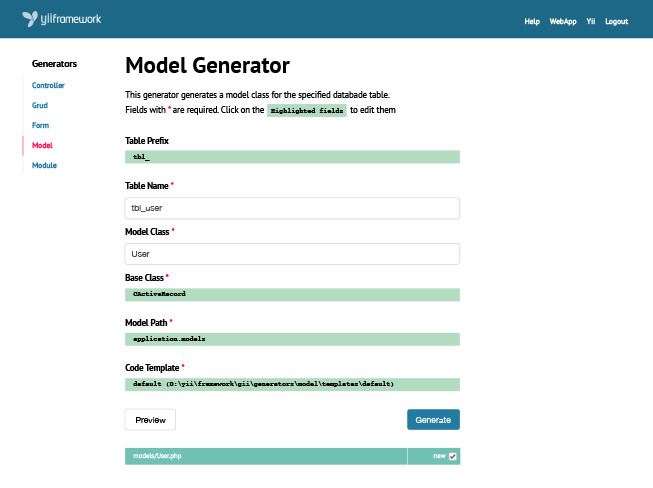 yiiframework
Help WebApp Yii Logout
Generators
Controller
Grud
Form
Model
Module
Model Generator
This generator generates a model class for the specified databade table.
Fields with * are required. Click on the Highlighted fields to edit them
Table Prefix
tbl_
Table Name *
tbl_user
Model Class *
User
Base Class *
CActiveRecord
Model Path *
application.models
Code Template *
default (D:\yii\framework\gii\generators\model\templates\default)
Preview Generate
models/User.php new